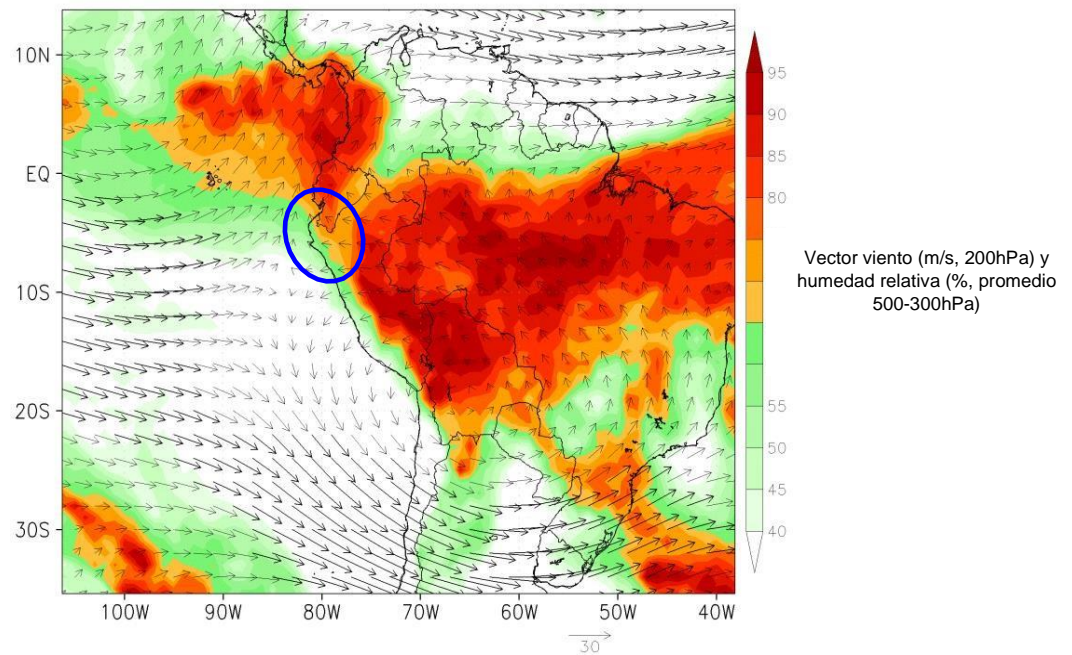 10N
EQ
10S
20S
30S
100W 90W 80W 70W 60W 50W 40W
30
95
90
85
80
55
50
45
40
Vector viento (m/s, 200hPa) y
humedad relativa (%, promedio
500-300hPa)